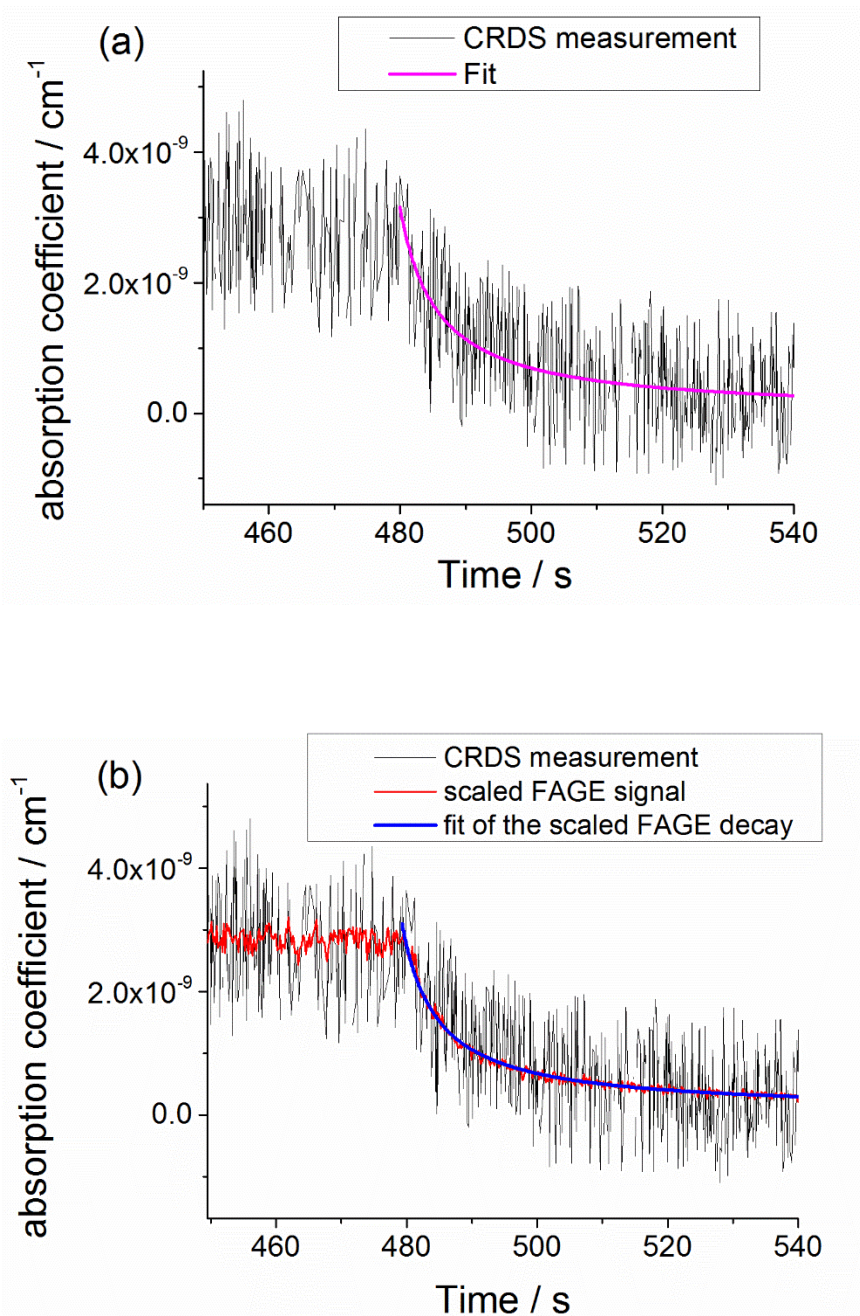 (a)
CRDS measurement
Fit
absorption coefficient / cm⁻¹
4.0x10⁻⁹
2.0x10⁻⁹
0.0
460 480 500 520 540
Time / s
(b)
CRDS measurement
scaled FAGE signal
fit of the scaled FAGE decay
absorption coefficient / cm⁻¹
4.0x10⁻⁹
2.0x10⁻⁹
0.0
460 480 500 520 540
Time / s